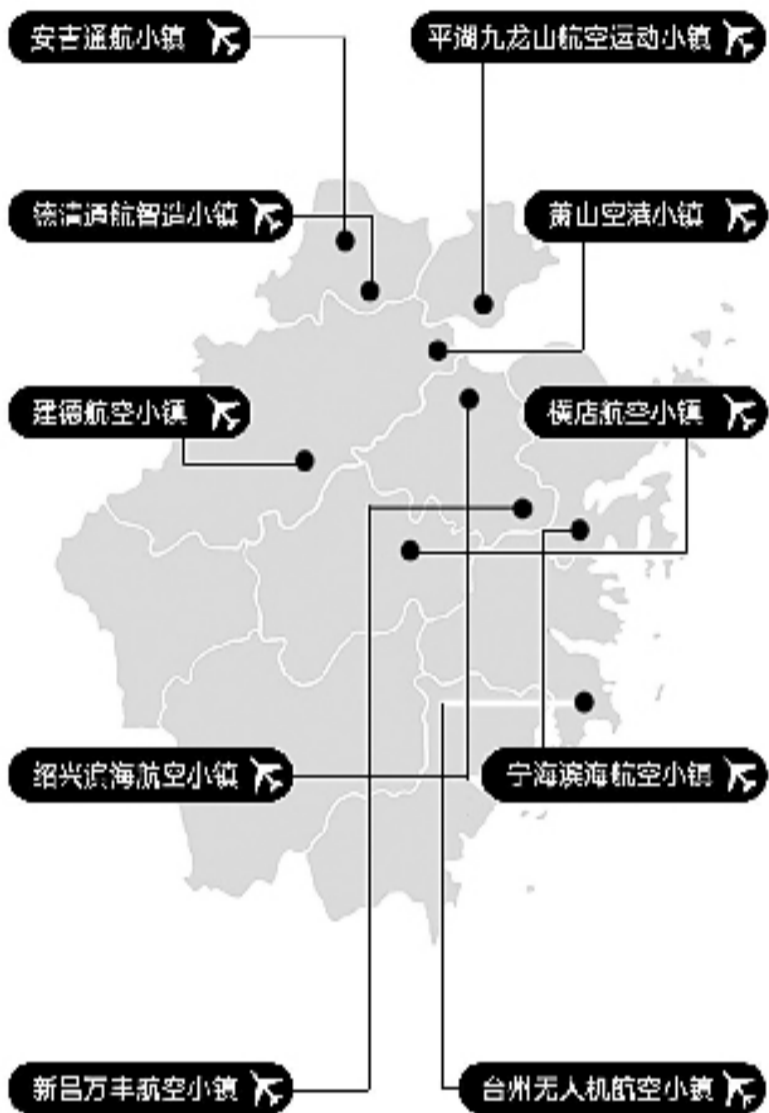 安吉通航小镇
平湖九龙山航空运动小镇
德清通航智造小镇
萧山空港小镇
建德航空小镇
横店航空小镇
绍兴滨海航空小镇
宁海滨海航空小镇
新昌万丰航空小镇
台州无人机航空小镇